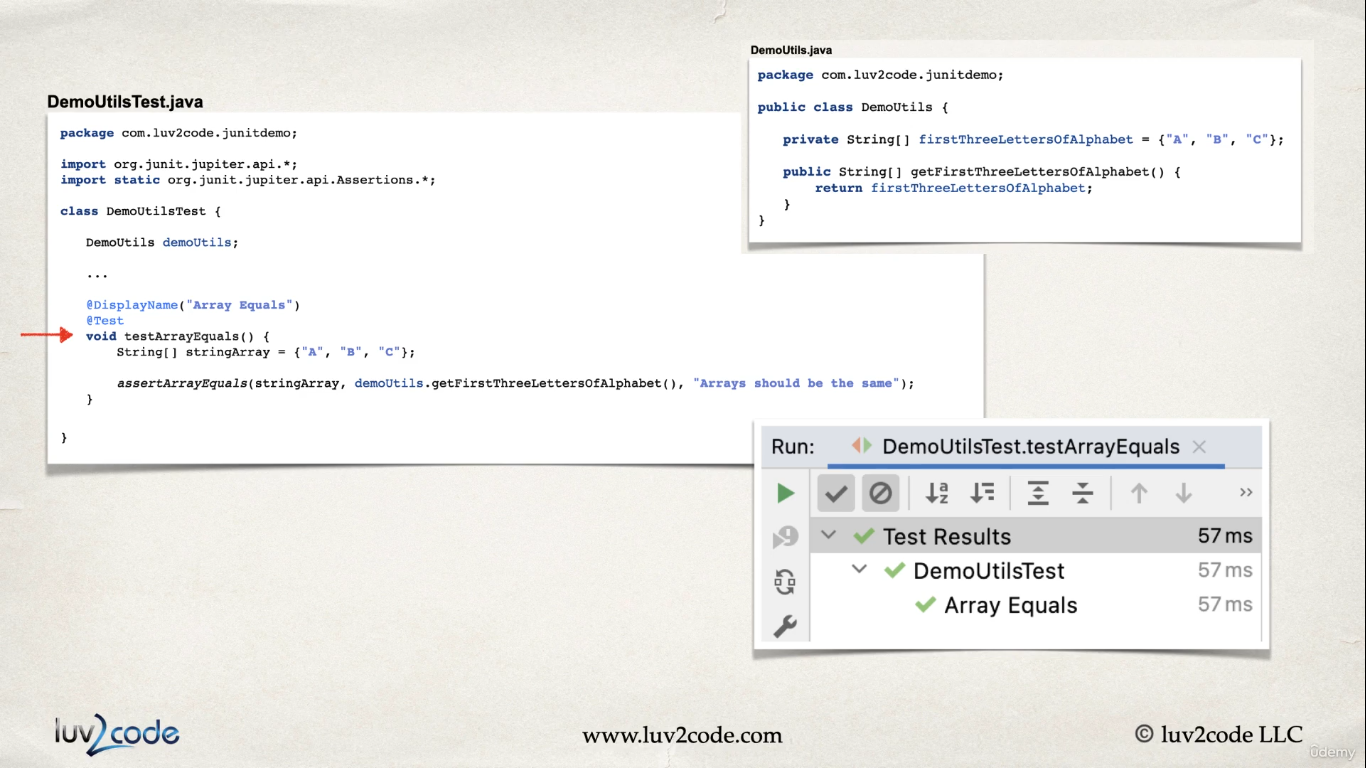 DemoUtils.java
package com.luv2code.junitdemo;
public class DemoUtils {
private String[] firstThreeLettersOfAlphabet = {"A", "B", "C"};
public String[] getFirstThreeLettersOfAlphabet() {
return firstThreeLettersOfAlphabet;
}
}
DemoUtilsTest.java
package com.luv2code.junitdemo;
import org.junit.jupiter.api.*;
import static org.junit.jupiter.api.Assertions.*;
class DemoUtilsTest {
DemoUtils demoUtils;
...
@DisplayName("Array Equals")
@Test
void testArrayEquals() {
String[] stringArray = {"A", "B", "C"};
assertArrayEquals(stringArray, demoUtils.getFirstThreeLettersOfAlphabet(), "Arrays should be the same");
}
}
Run: DemoUtilsTest.testArrayEquals
Test Results 57 ms
DemoUtilsTest 57 ms
Array Equals 57 ms
luv2code
www.luv2code.com
© luv2code LLC
ûdemy